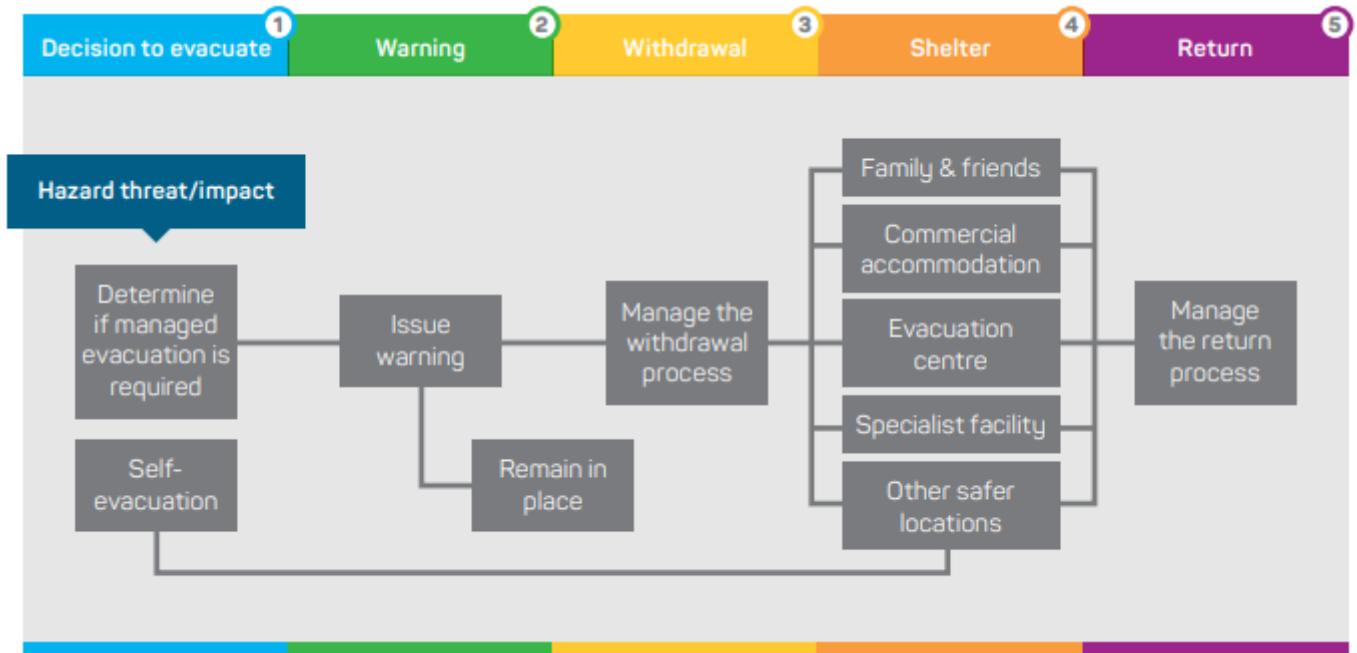 Decision to evacuate
1
Warning
2
Withdrawal
3
Shelter
4
Return
5
Hazard threat/impact
Determine
if managed
evacuation is
required
Self-
evacuation
Issue
warning
Remain in
place
Manage the
withdrawal
process
Family & friends
Commercial
accommodation
Evacuation
centre
Specialist facility
Other safer
locations
Manage
the return
process